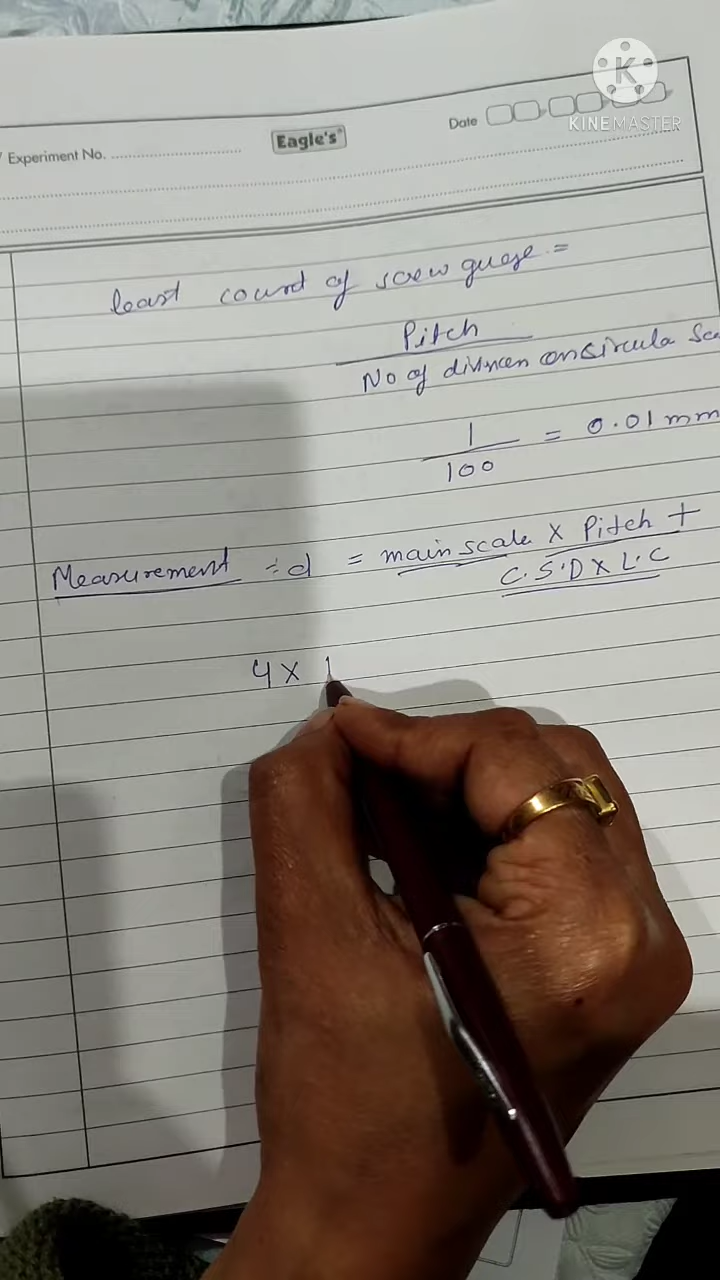 KINEMASTER
Experiment No.
Eagle's
Date
least count of screw guage =
Pitch
No of on circula
1
100
= 0.01 mm
Measurement ÷ d = main scale X Pitch +
C.S.D X L.C
4 X 1